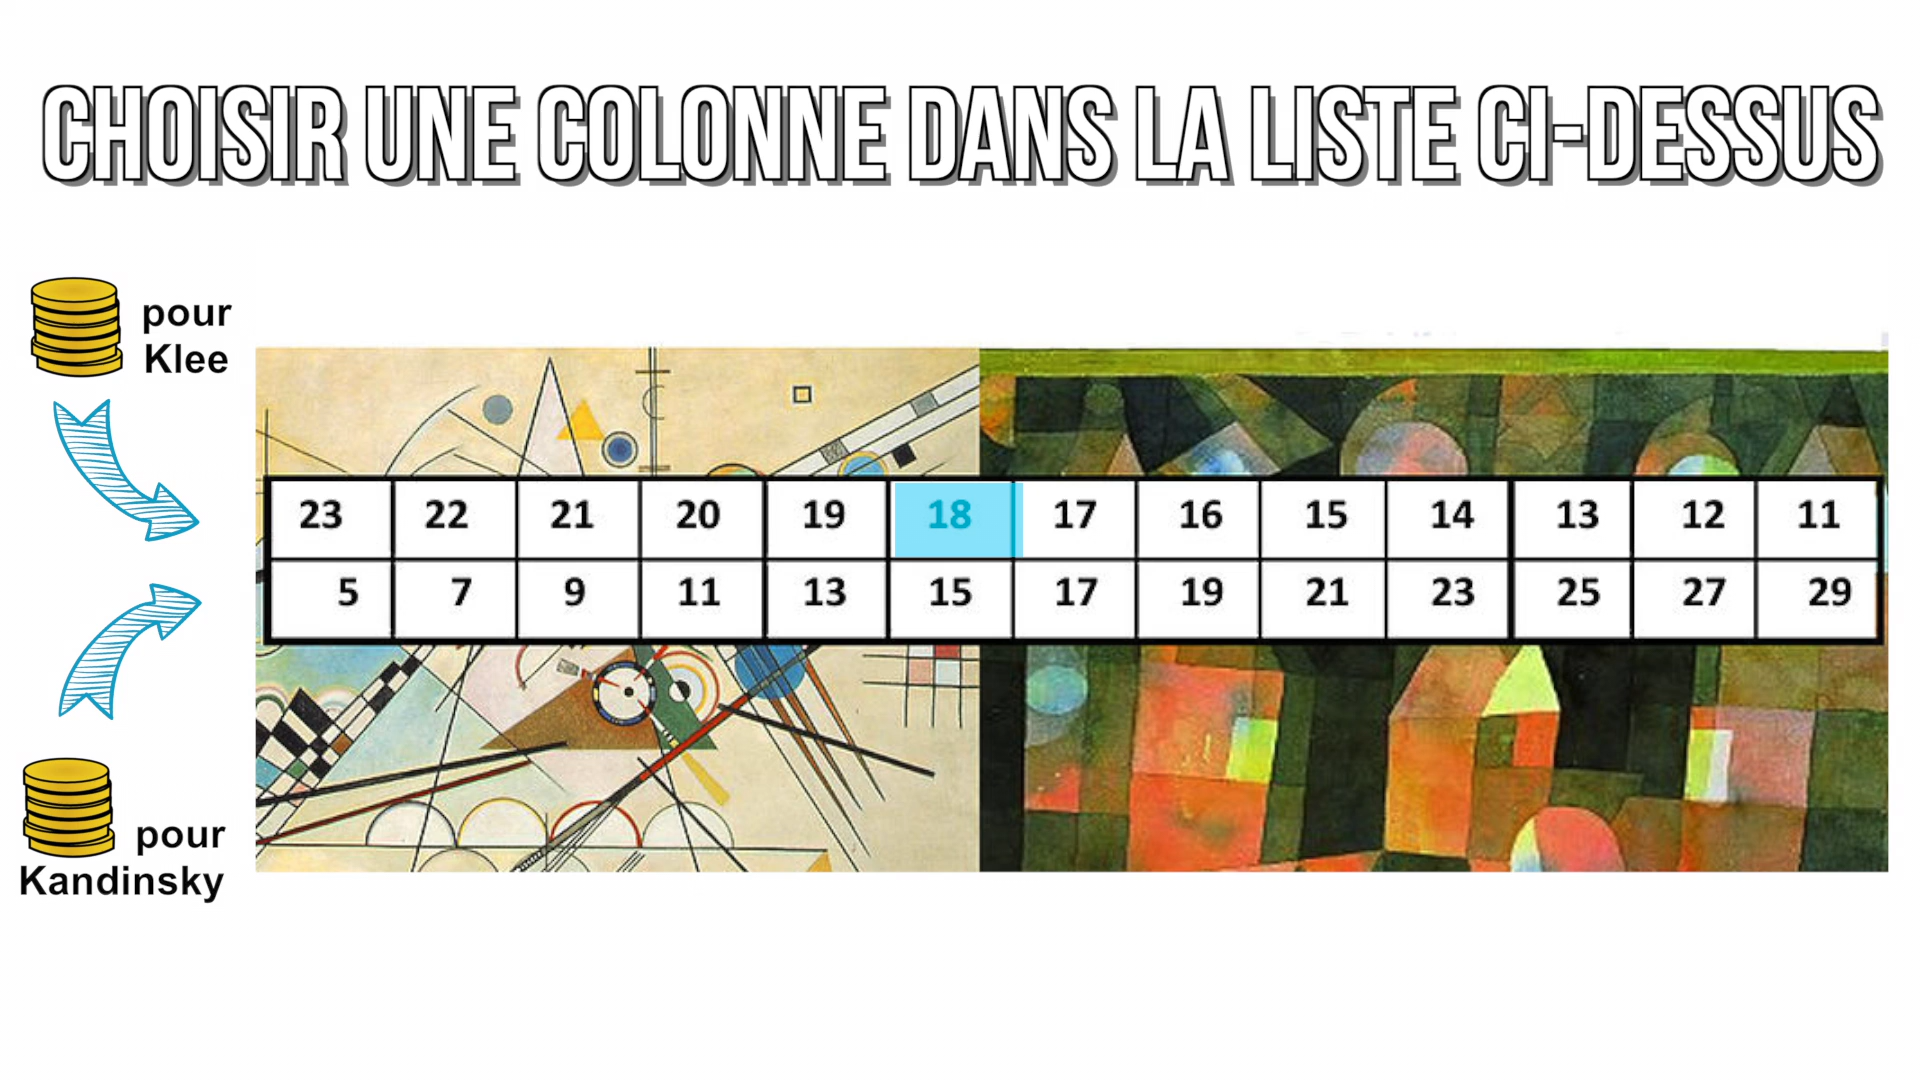 CHOISIR UNE COLONNE DANS LA LISTE CI-DESSUS
pour
Klee
23 22 21 20 19 18 17 16 15 14 13 12 11
5 7 9 11 13 15 17 19 21 23 25 27 29
pour
Kandinsky